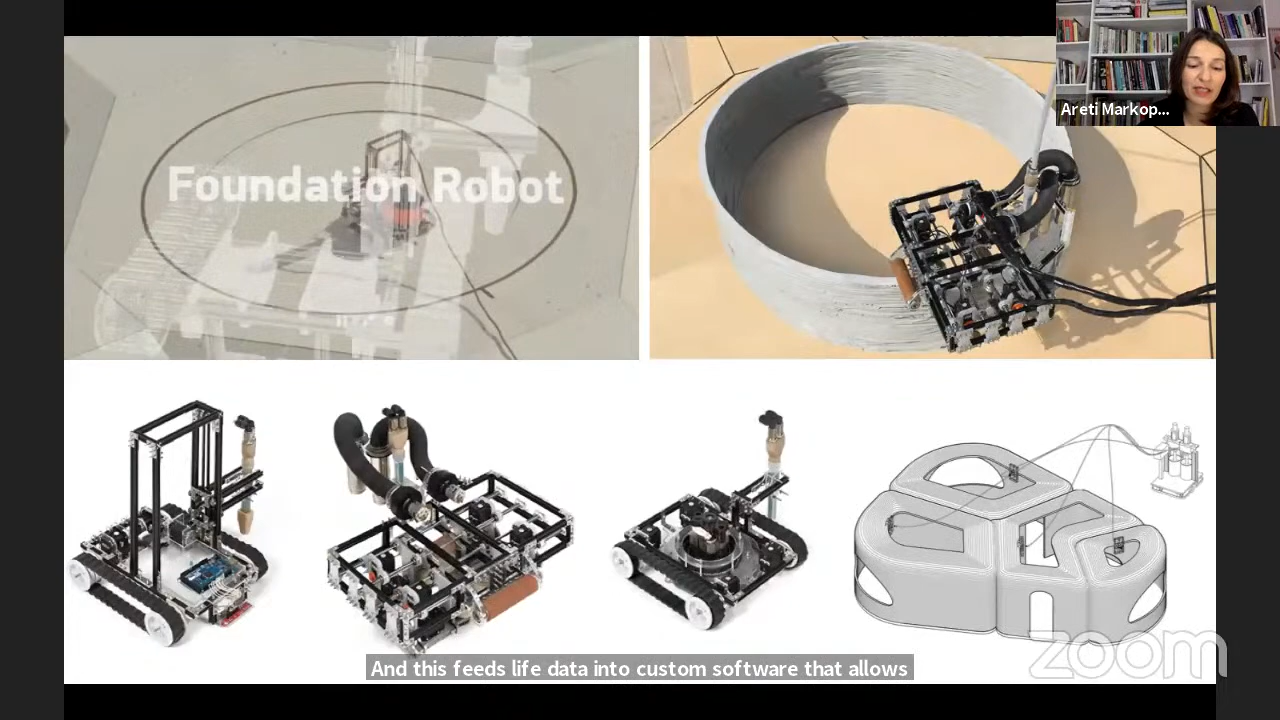 Areti Markop...
Foundation Robot
And this feeds life data into custom software that allows
zoom